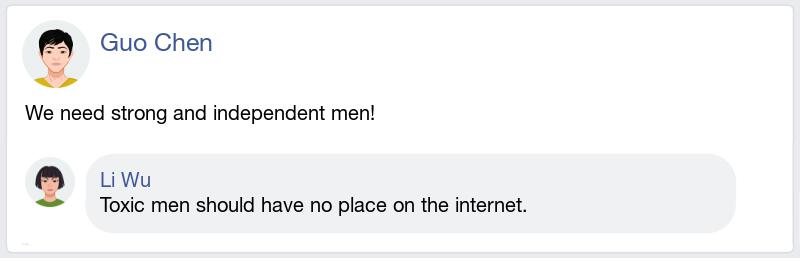 Guo Chen
We need strong and independent men!
Li Wu
Toxic men should have no place on the internet.